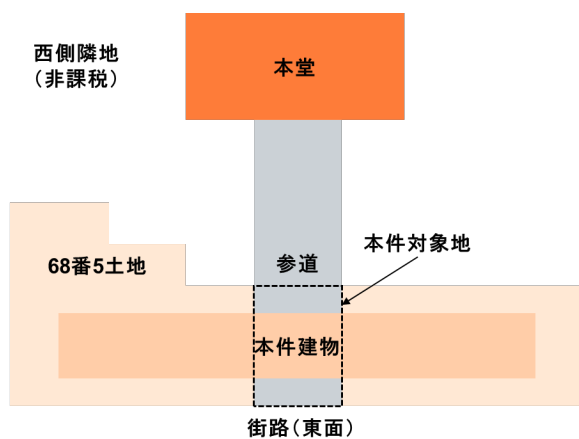 本堂
西側隣地
（非課税）
本件対象地
参道
68番5土地
本件建物
街路（東面）